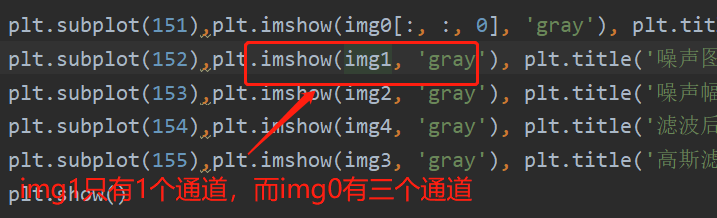 plt.subplot(151),plt.imshow(img0[:, :, 0], 'gray'), plt.tit
plt.subplot(152),plt.imshow(img1, 'gray'), plt.title('噪声图
plt.subplot(153),plt.imshow(img2, 'gray'), plt.title('噪声幅
plt.subplot(154),plt.imshow(img4, 'gray'), plt.title('滤波后
plt.subplot(155),plt.imshow(img3, 'gray'), plt.title('高斯滤
plt.show()
img1只有1个通道，而img0有三个通道